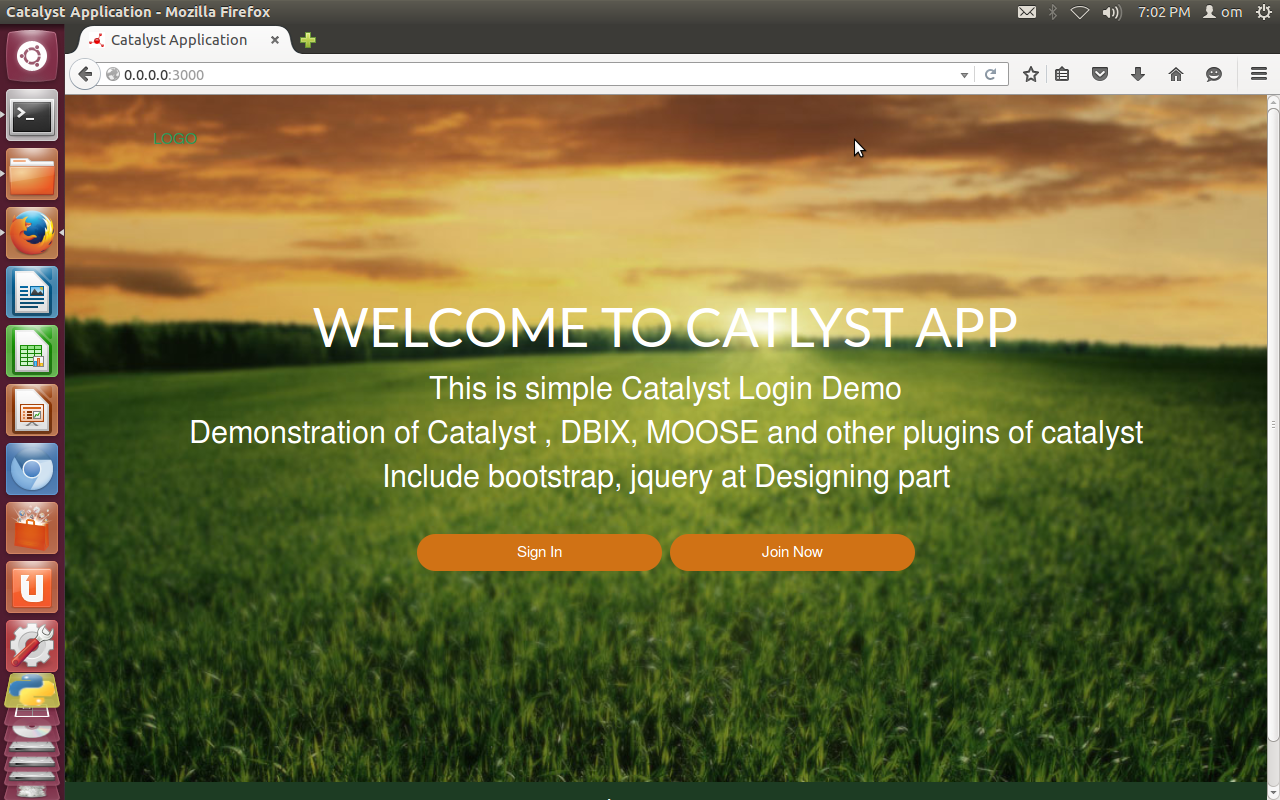 Catalyst Application - Mozilla Firefox
7:02 PM
om
Catalyst Application
0.0.0.0:3000
LOGO
WELCOME TO CATLYST APP
This is simple Catalyst Login Demo
Demonstration of Catalyst , DBIX, MOOSE and other plugins of catalyst
Include bootstrap, jquery at Designing part
Sign In
Join Now